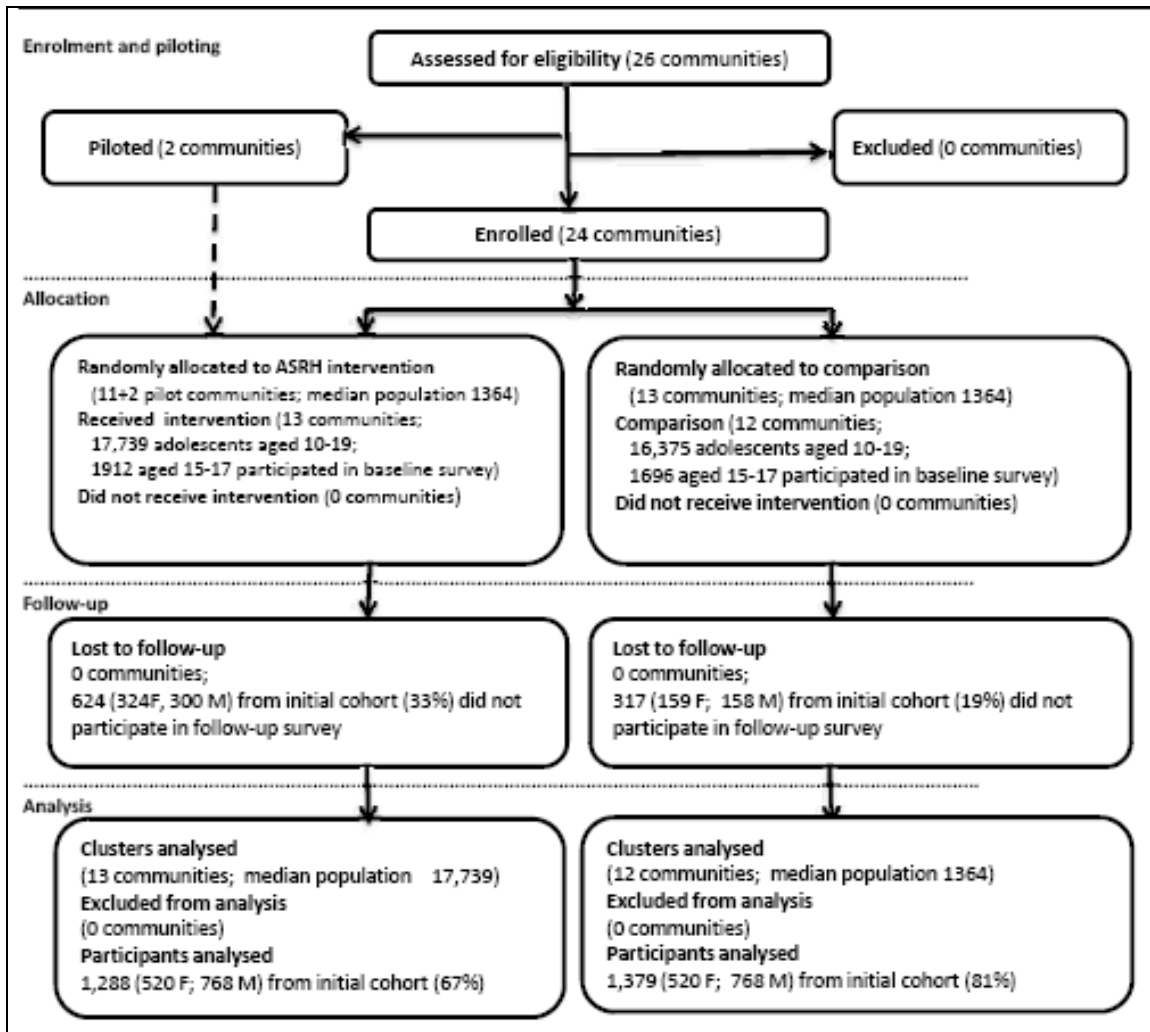 Enrolment and piloting
Assessed for eligibility (26 communities)
Piloted (2 communities)
Excluded (0 communities)
Enrolled (24 communities)
Allocation
Randomly allocated to ASRH intervention
(11+2 pilot communities; median population 1364)
Received intervention (13 communities;
17,739 adolescents aged 10-19;
1912 aged 15-17 participated in baseline survey)
Did not receive intervention (0 communities)
Randomly allocated to comparison
(13 communities; median population 1364)
Comparison (12 communities;
16,375 adolescents aged 10-19;
1696 aged 15-17 participated in baseline survey)
Did not receive intervention (0 communities)
Follow-up
Lost to follow-up
0 communities;
624 (324F, 300 M) from initial cohort (33%) did not
participate in follow-up survey
Lost to follow-up
0 communities;
317 (159 F; 158 M) from initial cohort (19%) did not
participate in follow-up survey
Analysis
Clusters analysed
(13 communities; median population 17,739)
Excluded from analysis
(0 communities)
Participants analysed
1,288 (520 F; 768 M) from initial cohort (67%)
Clusters analysed
(12 communities; median population 1364)
Excluded from analysis
(0 communities)
Participants analysed
1,379 (520 F; 768 M) from initial cohort (81%)